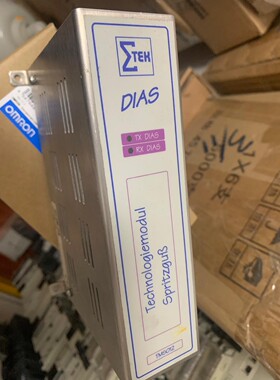 ΣTEK
DIAS
TX DIAS
RX DIAS
Technologiemodul
Spritzguß
OMRON